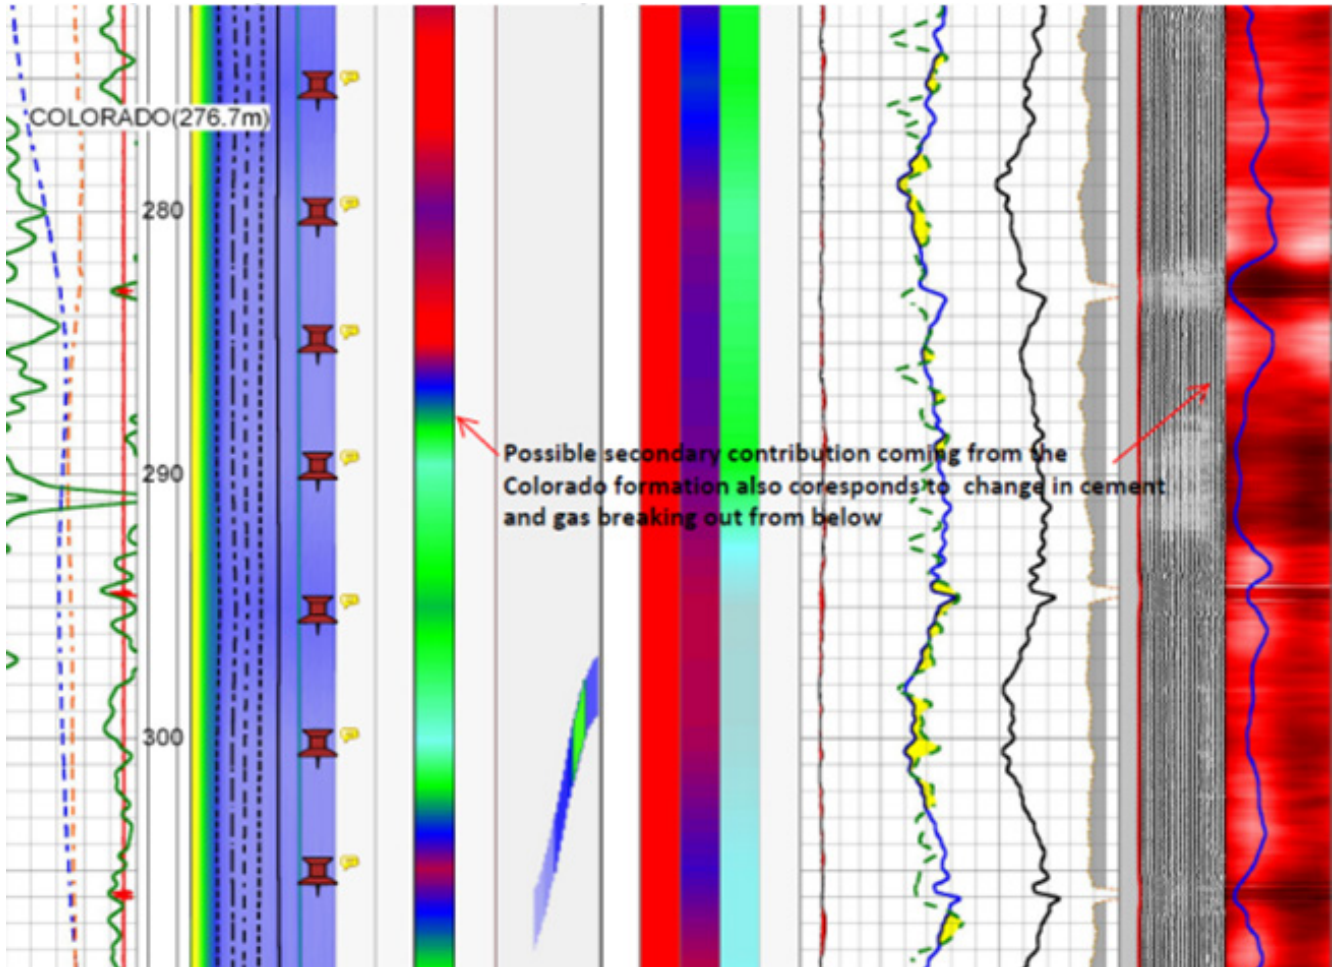 COLORADO(276.7m)
280
290
Possible secondary contribution coming from the
Colorado formation also coresponds to change in cement
and gas breaking out from below
300